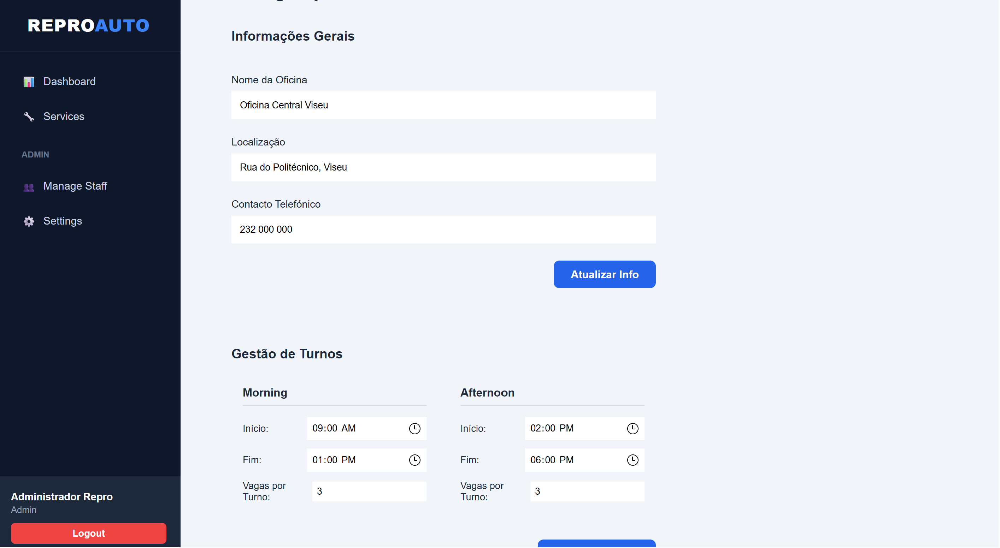 REPROAUTO
Dashboard
Services
ADMIN
Manage Staff
Settings
Administrador Repro
Admin
Logout
Informações Gerais
Nome da Oficina
Oficina Central Viseu
Localização
Rua do Politécnico, Viseu
Contacto Telefónico
232 000 000
Atualizar Info
Gestão de Turnos
Morning
Início:
09:00 AM
Fim:
01:00 PM
Vagas por
Turno:
3
Afternoon
Início:
02:00 PM
Fim:
06:00 PM
Vagas por
Turno:
3